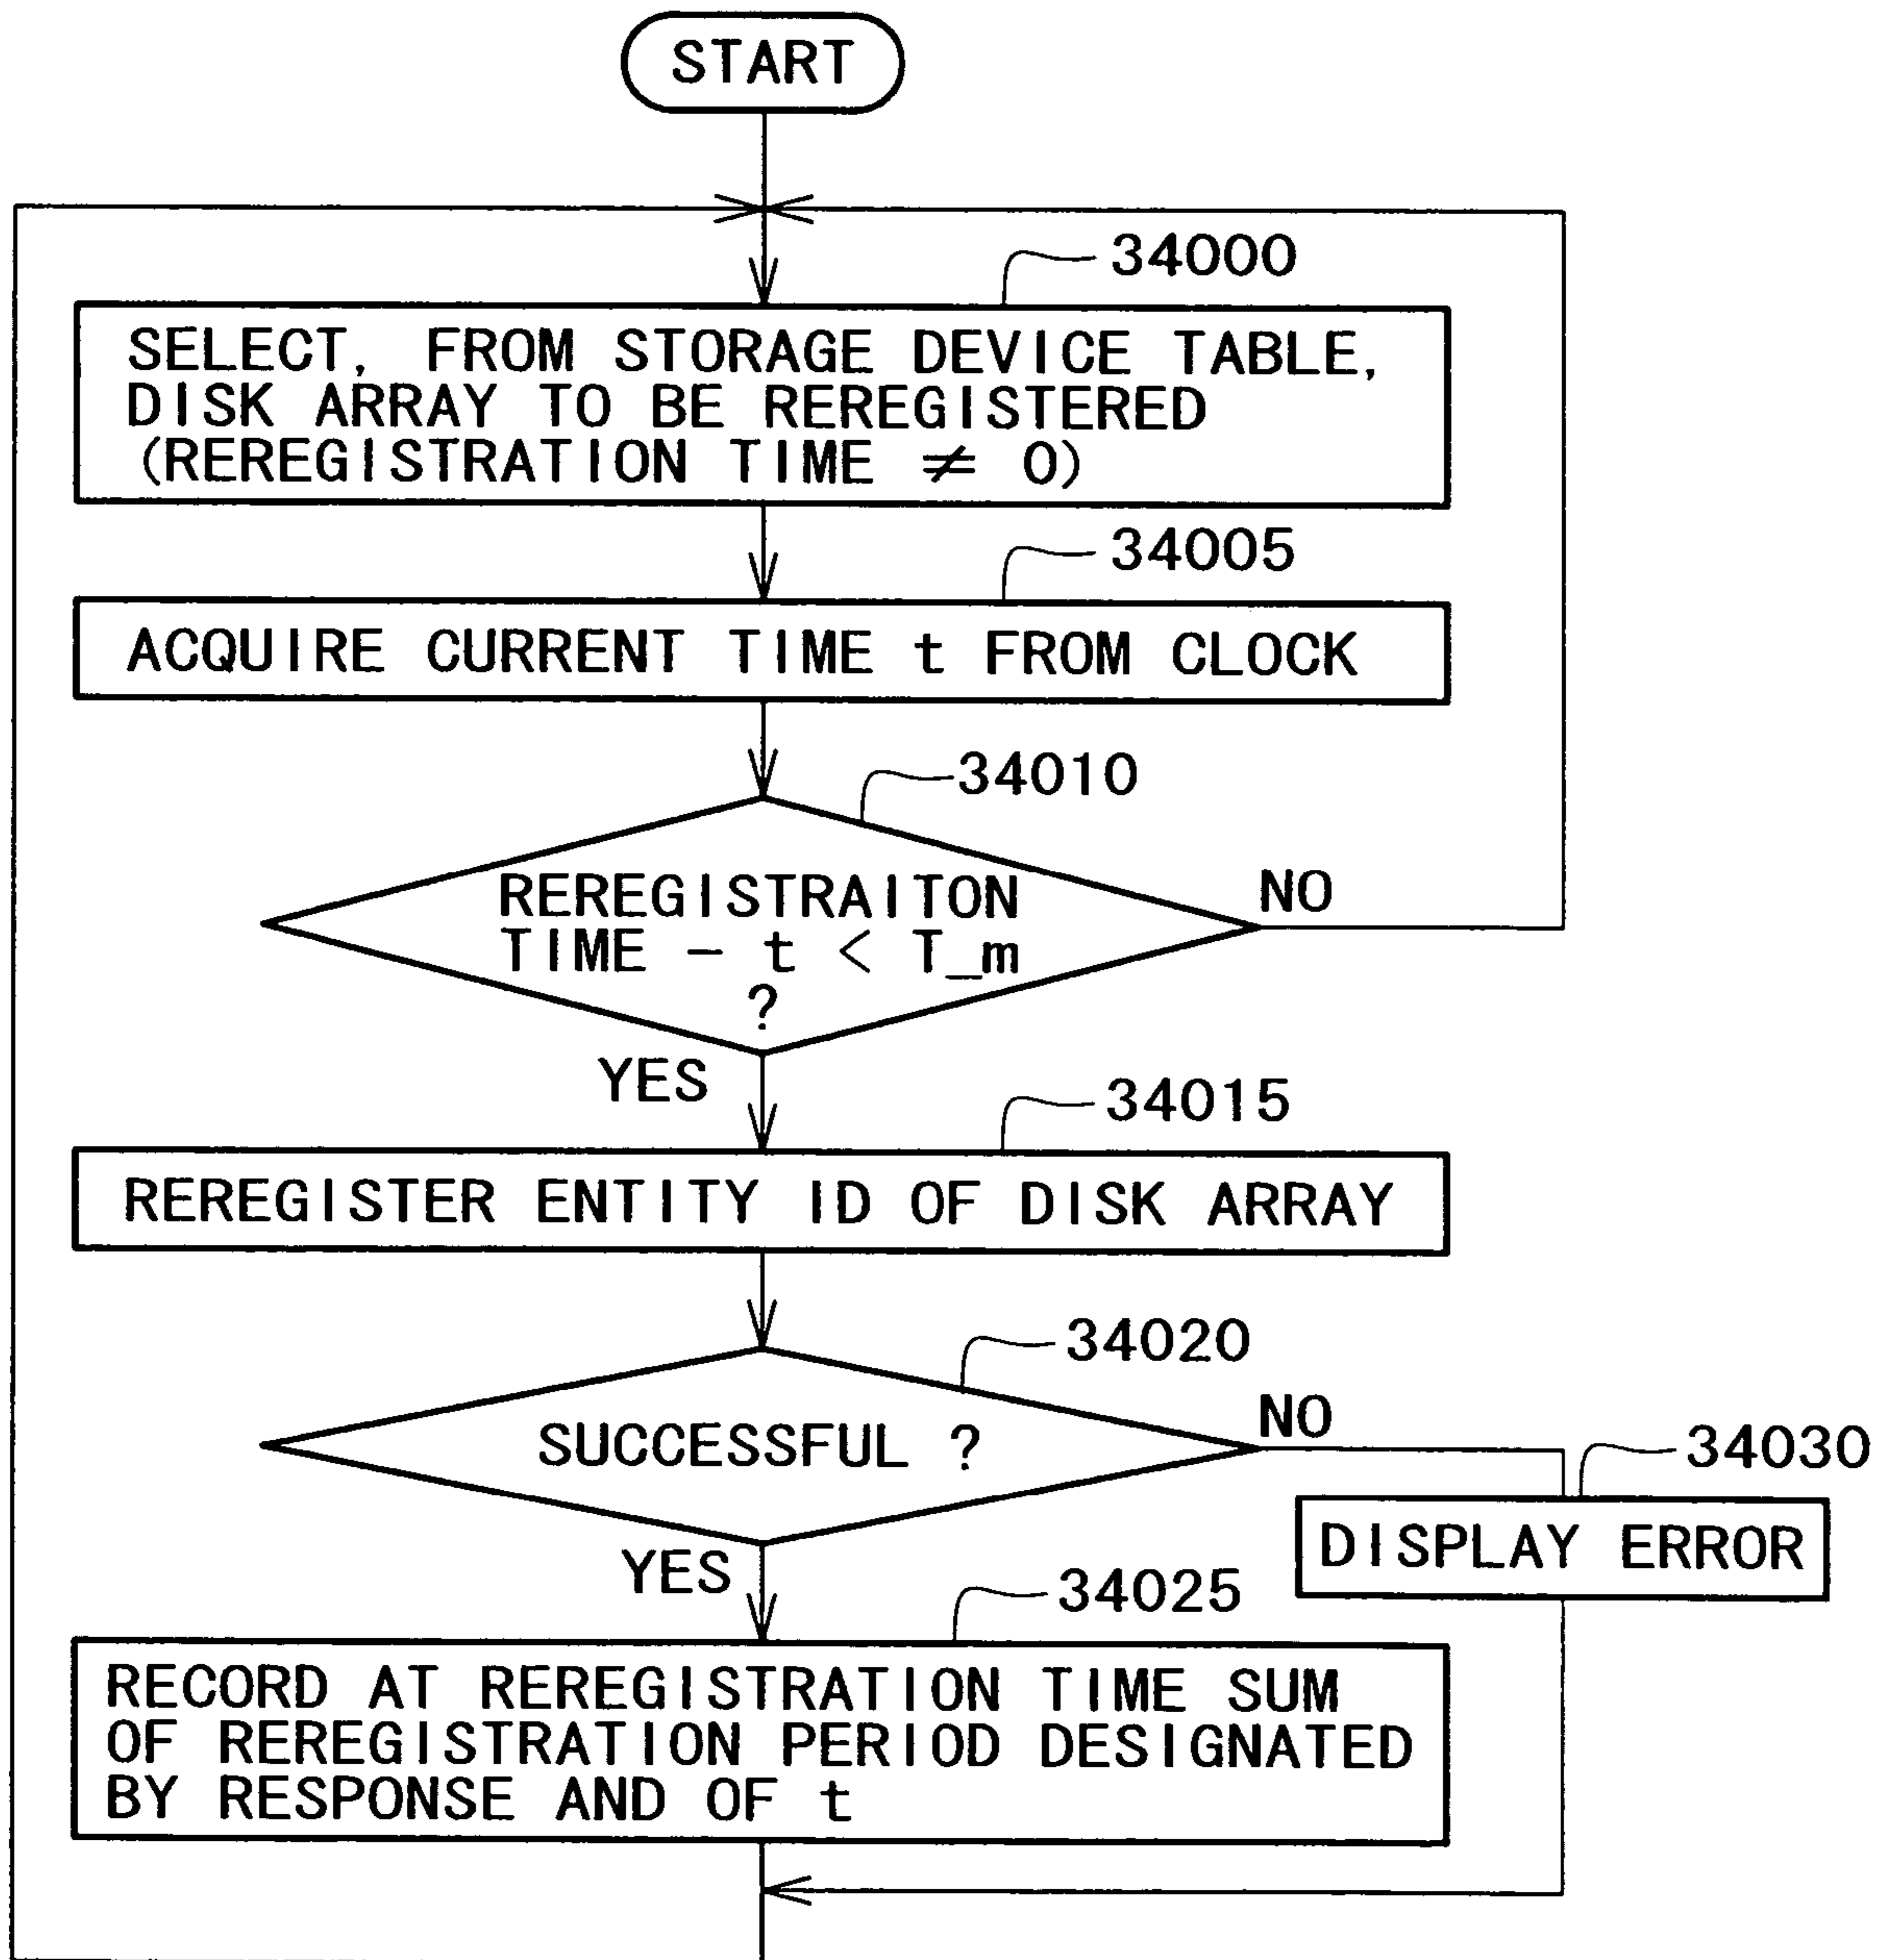 START
34000
SELECT, FROM STORAGE DEVICE TABLE,
DISK ARRAY TO BE REREGISTERED
(REREGISTRATION TIME ≠ 0)
34005
ACQUIRE CURRENT TIME t FROM CLOCK
34010
REREGISTRAITON
TIME - t < T_m
?
NO
YES
34015
REREGISTER ENTITY ID OF DISK ARRAY
34020
SUCCESSFUL ?
NO
34030
DISPLAY ERROR
YES
34025
RECORD AT REREGISTRATION TIME SUM
OF REREGISTRATION PERIOD DESIGNATED
BY RESPONSE AND OF t